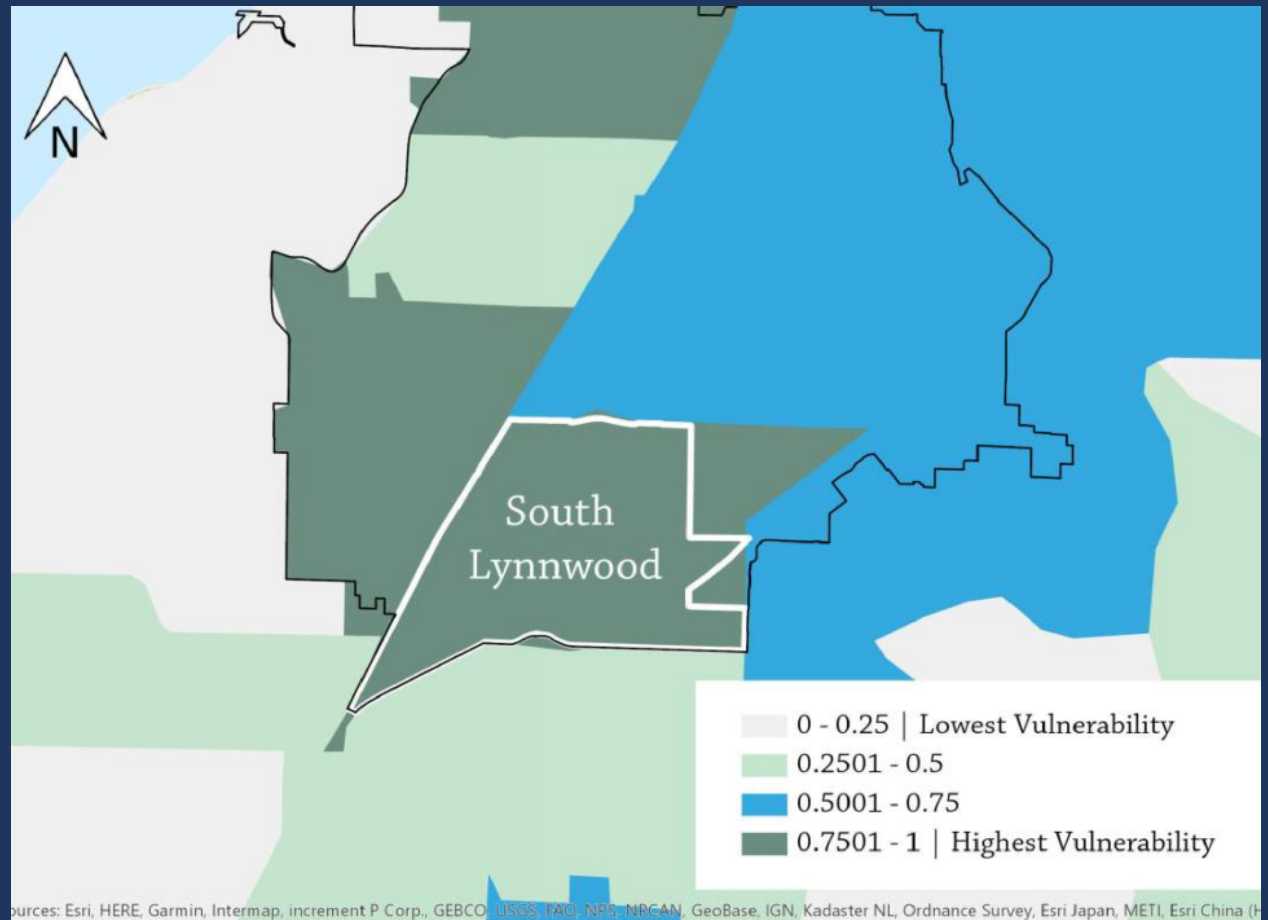 N
South
Lynnwood
0 - 0.25 | Lowest Vulnerability
0.2501 - 0.5
0.5001 - 0.75
0.7501 - 1 | Highest Vulnerability
ources: Esri, HERE, Garmin, Intermap, increment P Corp., GEBCO, USGS, FAO, NPS, NRCAN, GeoBase, IGN, Kadaster NL, Ordnance Survey, Esri Japan, METI, Esri China (H